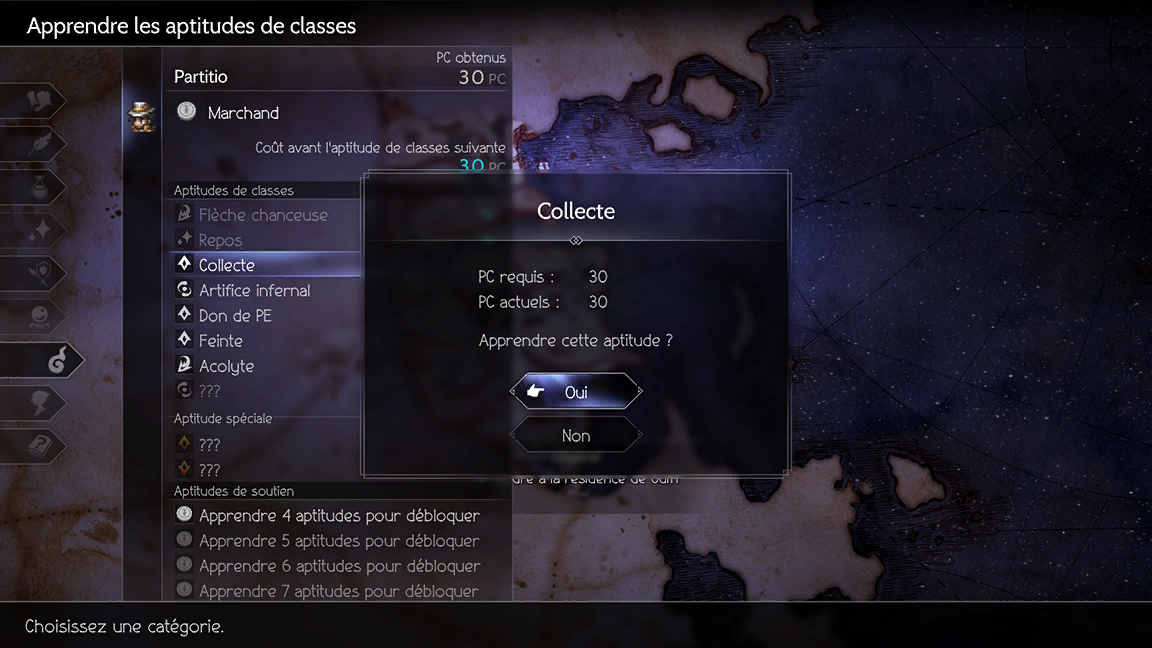 Apprendre les aptitudes de classes
PC obtenus
Partitio
30 PC
Marchand
Coût avant l'aptitude de classes suivante
30 PC
Aptitudes de classes
Flèche chanceuse
Repos
Collecte
Artifice infernal
Don de PE
Feinte
Acolyte
???
Aptitude spéciale
???
???
Aptitudes de soutien
Apprendre 4 aptitudes pour débloquer
Apprendre 5 aptitudes pour débloquer
Apprendre 6 aptitudes pour débloquer
Apprendre 7 aptitudes pour débloquer
Collecte
PC requis : 30
PC actuels : 30
Apprendre cette aptitude ?
Oui
Non
à la résidence de
Choisissez une catégorie.